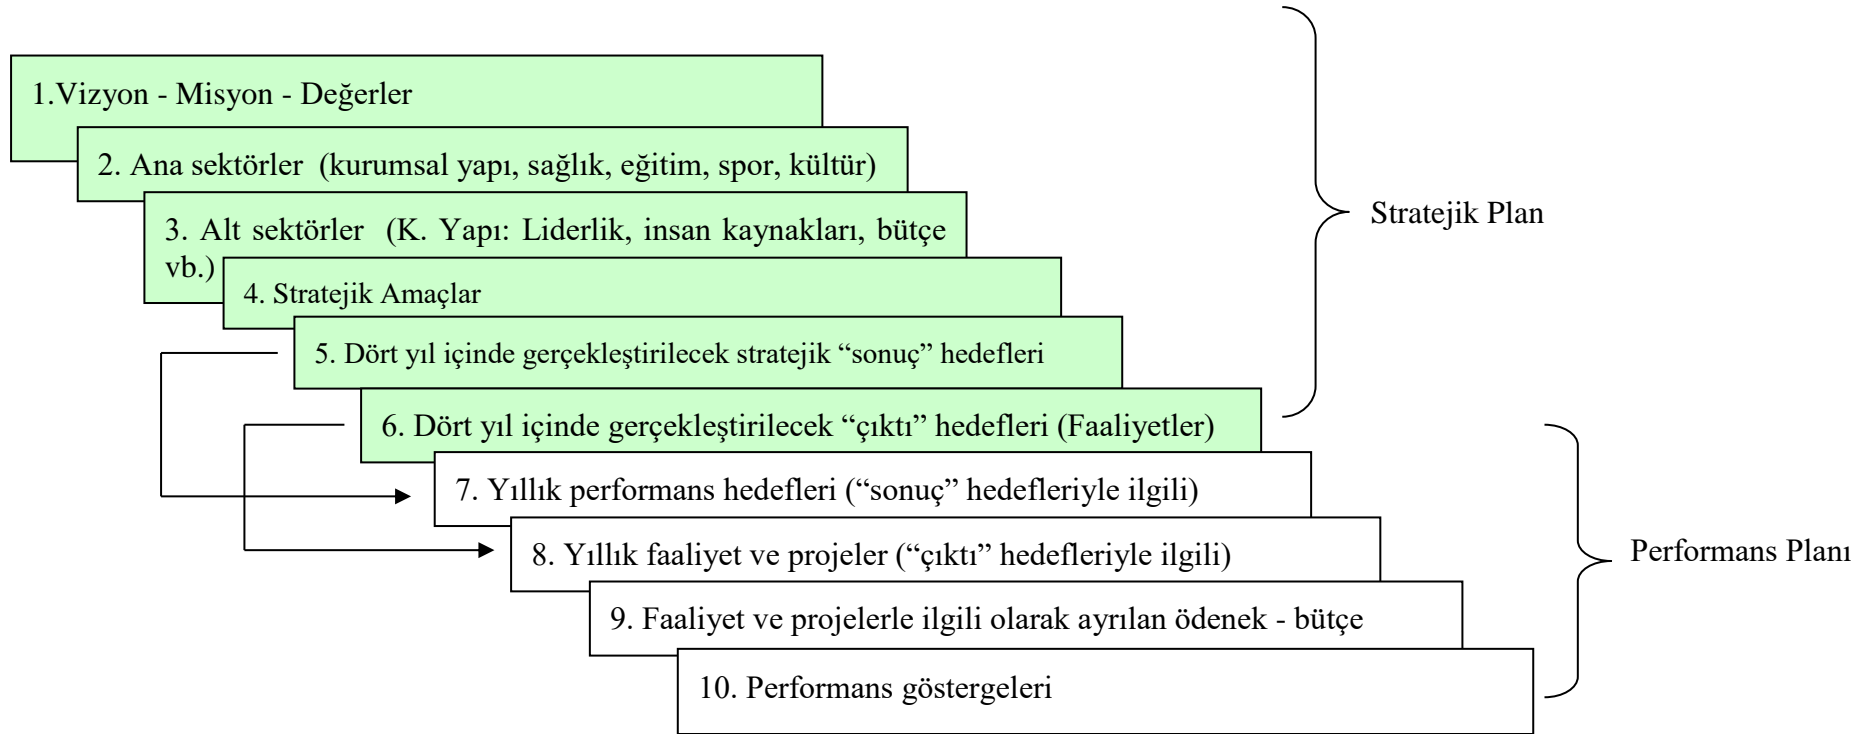 1.Vizyon - Misyon - Değerler
2. Ana sektörler (kurumsal yapı, sağlık, eğitim, spor, kültür)
3. Alt sektörler (K. Yapı: Liderlik, insan kaynakları, bütçe
vb.)
4. Stratejik Amaçlar
5. Dört yıl içinde gerçekleştirilecek stratejik “sonuç” hedefleri
6. Dört yıl içinde gerçekleştirilecek “çıktı” hedefleri (Faaliyetler)
Stratejik Plan
7. Yıllık performans hedefleri (“sonuç” hedefleriyle ilgili)
8. Yıllık faaliyet ve projeler (“çıktı” hedefleriyle ilgili)
9. Faaliyet ve projelerle ilgili olarak ayrılan ödenek - bütçe
10. Performans göstergeleri
Performans Planı